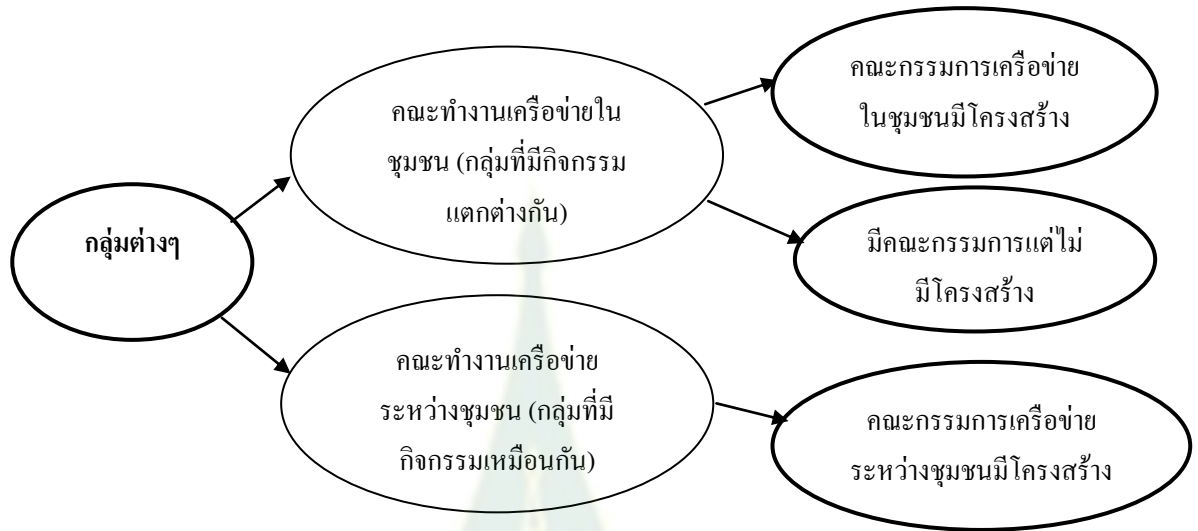 กลุ่มต่างๆ
คณะทำงานเครือข่ายใน
ชุมชน (กลุ่มที่มีกิจกรรม
แตกต่างกัน)
คณะกรรมการเครือข่าย
ในชุมชนมีโครงสร้าง
มีคณะกรรมการแต่ไม่
มีโครงสร้าง
คณะทำงานเครือข่าย
ระหว่างชุมชน (กลุ่มที่มี
กิจกรรมเหมือนกัน)
คณะกรรมการเครือข่าย
ระหว่างชุมชนมีโครงสร้าง